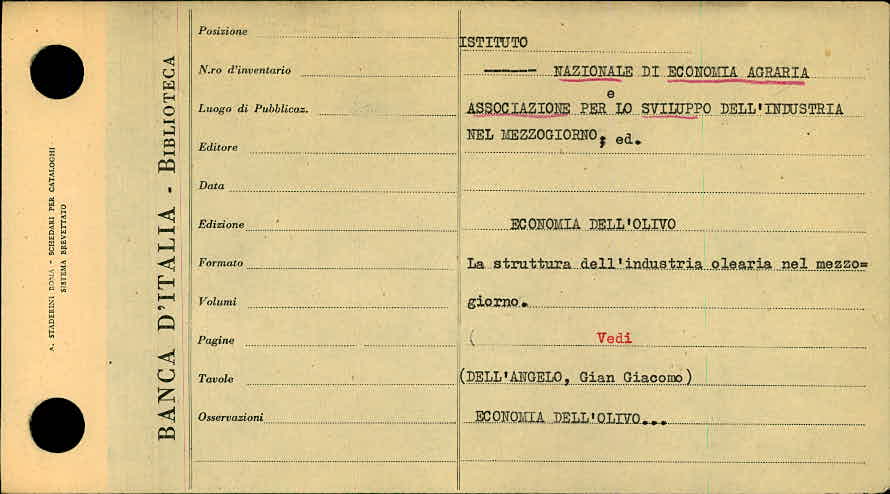 A. STADERINI ROMA - SCHEDARI PER CATALOGHI
SISTEMA BREVETTATO
BANCA D'ITALIA - BIBLIOTECA
Posizione
N.ro d'inventario
Luogo di Pubblicaz.
Editore
Data
Edizione
Formato
Volumi
Pagine
Tavole
Osservazioni
ISTITUTO
NAZIONALE DI ECONOMIA AGRARIA
e
ASSOCIAZIONE PER LO SVILUPPO DELL'INDUSTRIA
NEL MEZZOGIORNO; ed.
ECONOMIA DELL'OLIVO
La struttura dell'industria olearia nel mezzo=
giorno.
( Vedi
(DELL'ANGELO, Gian Giacomo)
ECONOMIA DELL'OLIVO...